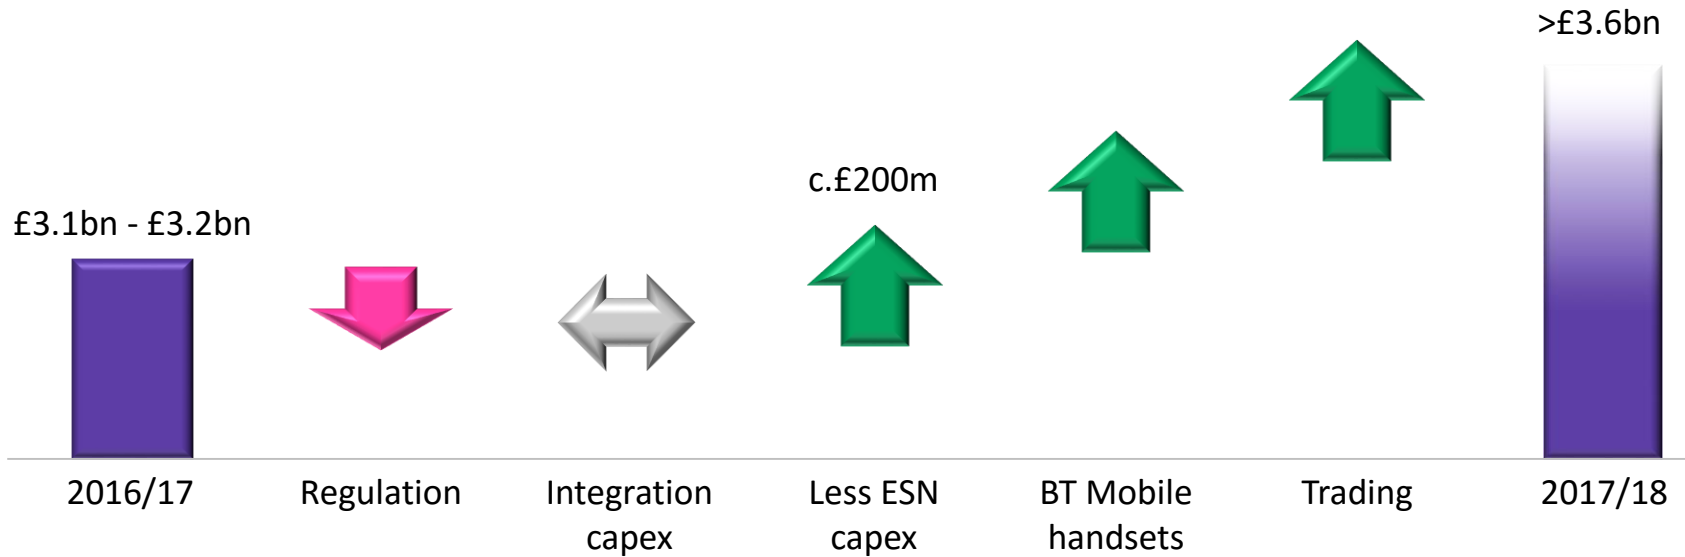 >£3.6bn
c.£200m
£3.1bn - £3.2bn
2016/17
Regulation
Integration
capex
Less ESN
capex
BT Mobile
handsets
Trading
2017/18